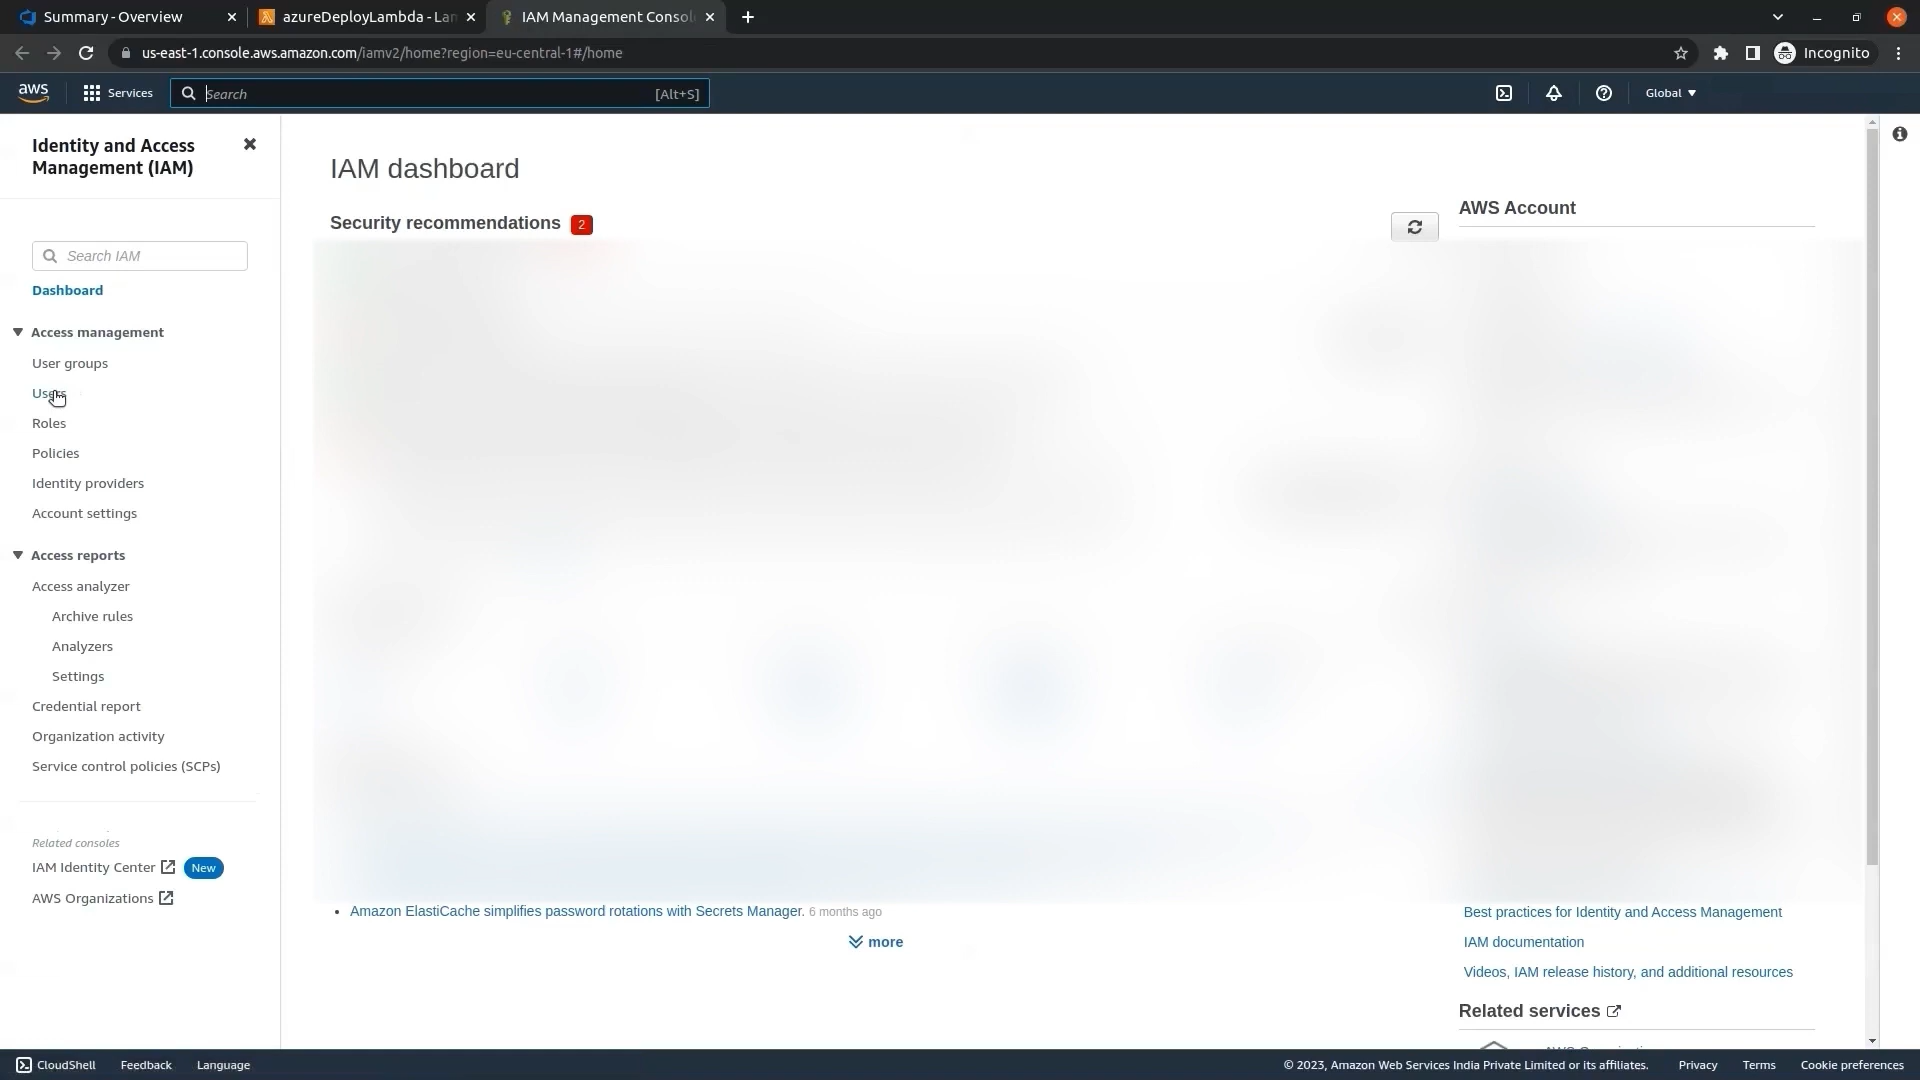 Summary - Overview
azureDeployLambda - Lam
IAM Management Consol
us-east-1.console.aws.amazon.com/iamv2/home?region=eu-central-1#/home
Incognito
aws
Services
Search
[Alt+S]
Global
Identity and Access
Management (IAM)
Search IAM
Dashboard
Access management
User groups
Users
Roles
Policies
Identity providers
Account settings
Access reports
Access analyzer
Archive rules
Analyzers
Settings
Credential report
Organization activity
Service control policies (SCPs)
Related consoles
IAM Identity Center
New
AWS Organizations
IAM dashboard
Security recommendations 2
Amazon ElastiCache simplifies password rotations with Secrets Manager. 6 months ago
more
AWS Account
Best practices for Identity and Access Management
IAM documentation
Videos, IAM release history, and additional resources
Related services
CloudShell
Feedback
Language
© 2023, Amazon Web Services India Private Limited or its affiliates.
Privacy
Terms
Cookie preferences